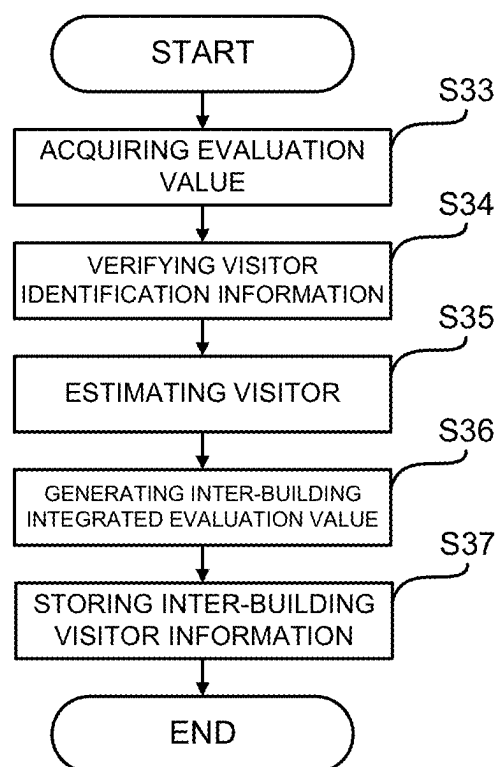 START
S33
ACQUIRING EVALUATION
VALUE
S34
VERIFYING VISITOR
IDENTIFICATION INFORMATION
S35
ESTIMATING VISITOR
S36
GENERATING INTER-BUILDING
INTEGRATED EVALUATION VALUE
S37
STORING INTER-BUILDING
VISITOR INFORMATION
END